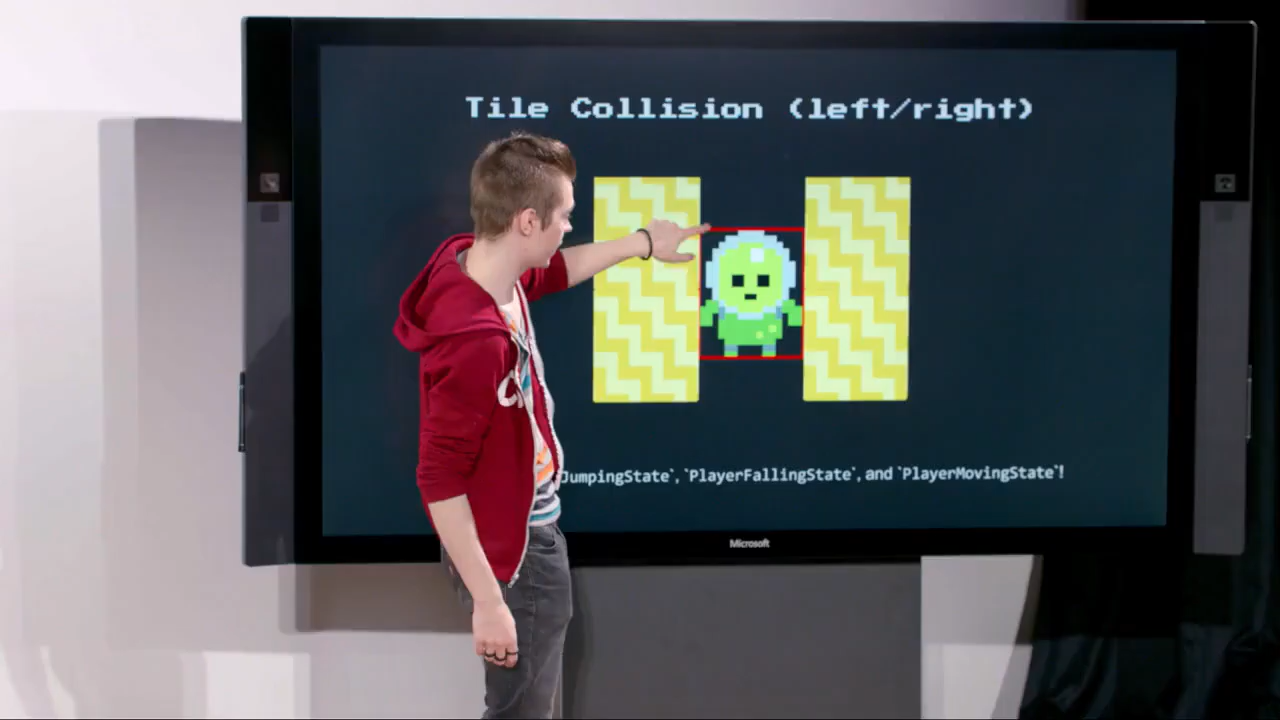 Tile Collision (left/right)
JumpingState`, `PlayerFallingState`, and `PlayerMovingState`!
Microsoft